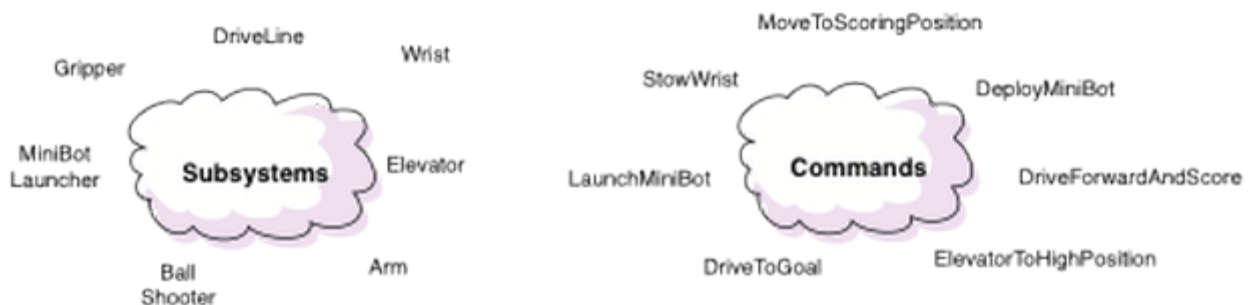 DriveLine
Wrist
Gripper
MiniBot
Launcher
Subsystems
Elevator
Ball
Shooter
Arm
MoveToScoringPosition
StowWrist
DeployMiniBot
LaunchMiniBot
Commands
DriveForwardAndScore
DriveToGoal
ElevatorToHighPosition